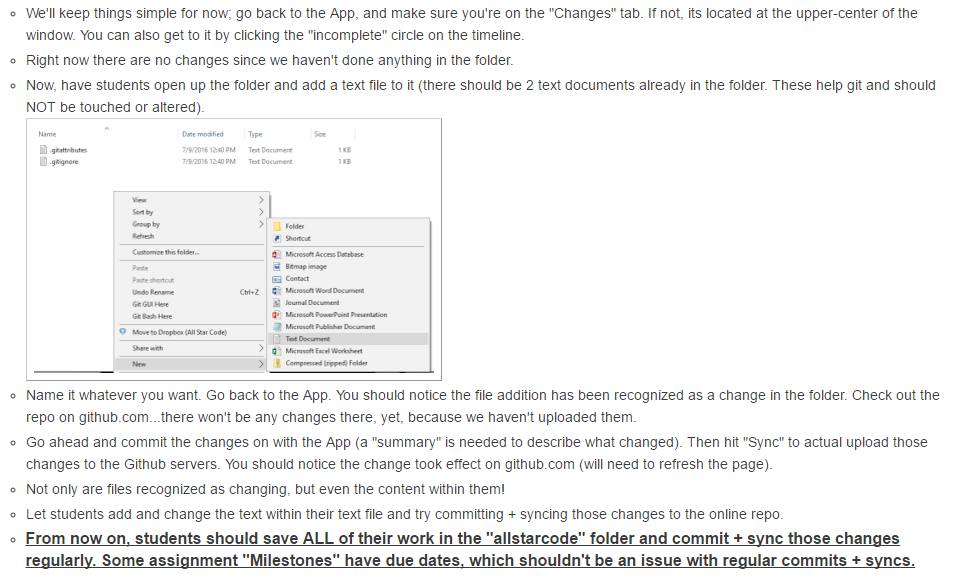 We'll keep things simple for now; go back to the App, and make sure you're on the "Changes" tab. If not, its located at the upper-center of the
window. You can also get to it by clicking the "incomplete" circle on the timeline.
Right now there are no changes since we haven't done anything in the folder.
Now, have students open up the folder and add a text file to it (there should be 2 text documents already in the folder. These help git and should
NOT be touched or altered).
Name Date modified Type Size
.gitattributes 7/9/2016 12:40 PM Text Document 1 KB
.gitignore 7/9/2016 12:40 PM Text Document 1 KB
View
Sort by
Group by
Refresh
Customize this folder...
Paste
Paste shortcut
Undo Rename Ctrl+Z
Git GUI Here
Git Bash Here
Move to Dropbox (All Star Code)
Share with
New
Folder
Shortcut
Microsoft Access Database
Bitmap image
Contact
Microsoft Word Document
Journal Document
Microsoft PowerPoint Presentation
Microsoft Publisher Document
Text Document
Microsoft Excel Worksheet
Compressed (zipped) Folder
Name it whatever you want. Go back to the App. You should notice the file addition has been recognized as a change in the folder. Check out the
repo on github.com...there won't be any changes there, yet, because we haven't uploaded them.
Go ahead and commit the changes on with the App (a "summary" is needed to describe what changed). Then hit "Sync" to actual upload those
changes to the Github servers. You should notice the change took effect on github.com (will need to refresh the page).
Not only are files recognized as changing, but even the content within them!
Let students add and change the text within their text file and try committing + syncing those changes to the online repo.
From now on, students should save ALL of their work in the "allstarcode" folder and commit + sync those changes
regularly. Some assignment "Milestones" have due dates, which shouldn't be an issue with regular commits + syncs.